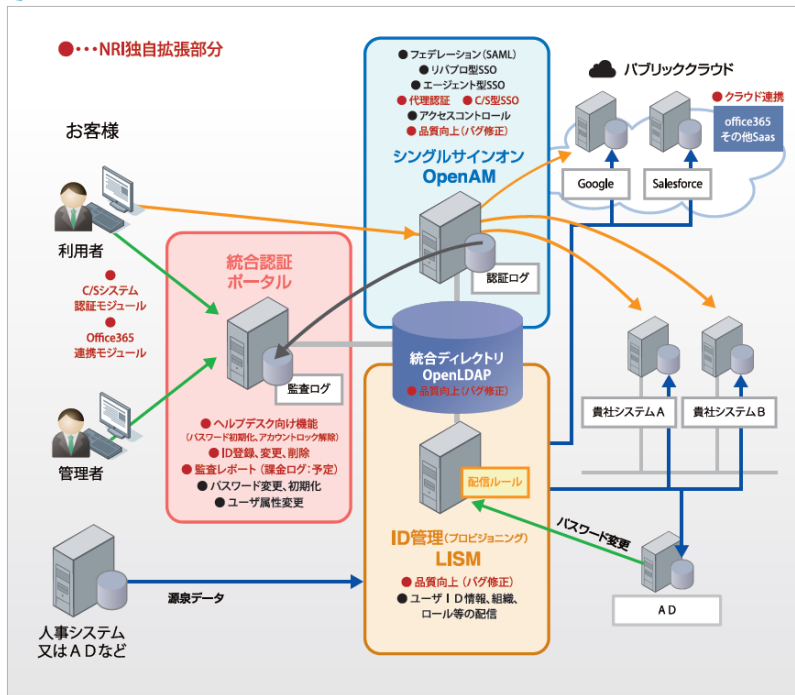 ●・・・NRI独自拡張部分
●フェデレーション(SAML)
●リバプロ型SSO
●エージェント型SSO
●代理認証 ●C/S型SSO
●アクセスコントロール
●品質向上(バグ修正)
シングルサインオン
OpenAM
認証ログ
パブリッククラウド
●クラウド連携
office365
その他Saas
Google
Salesforce
お客様
利用者
●
C/Sシステム
認証モジュール
●
Office365
連携モジュール
管理者
統合認証
ポータル
監査ログ
●ヘルプデスク向け機能
(パスワード初期化、アカウントロック解除)
●ID登録、変更、削除
●監査レポート(課金ログ:予定)
●パスワード変更、初期化
●ユーザ属性変更
統合ディレクトリ
OpenLDAP
●品質向上(バグ修正)
配信ルール
ID管理(プロビジョニング)
LISM
●品質向上(バグ修正)
●ユーザID情報、組織、
ロール等の配信
貴社システムA
貴社システムB
パスワード変更
AD
源泉データ
人事システム
又はADなど